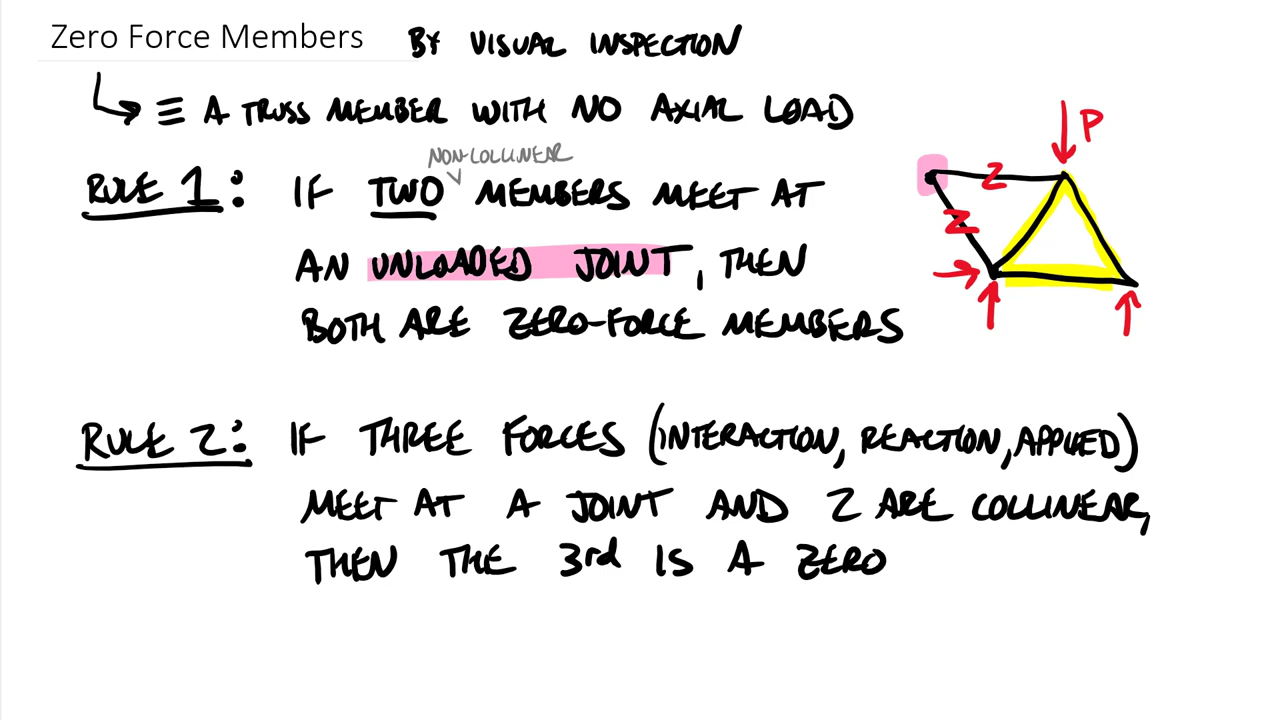 Zero Force Members BY VISUAL INSPECTION
≡ A TRUSS MEMBER WITH NO AXIAL LOAD
P
NON-COLLINEAR
RULE 1: IF TWO MEMBERS MEET AT
Z
Z
AN UNLOADED JOINT, THEN
BOTH ARE ZERO-FORCE MEMBERS
RULE 2: IF THREE FORCES (INTERACTION, REACTION, APPLIED)
MEET AT A JOINT AND 2 ARE COLLINEAR,
THEN THE 3rd IS A ZERO